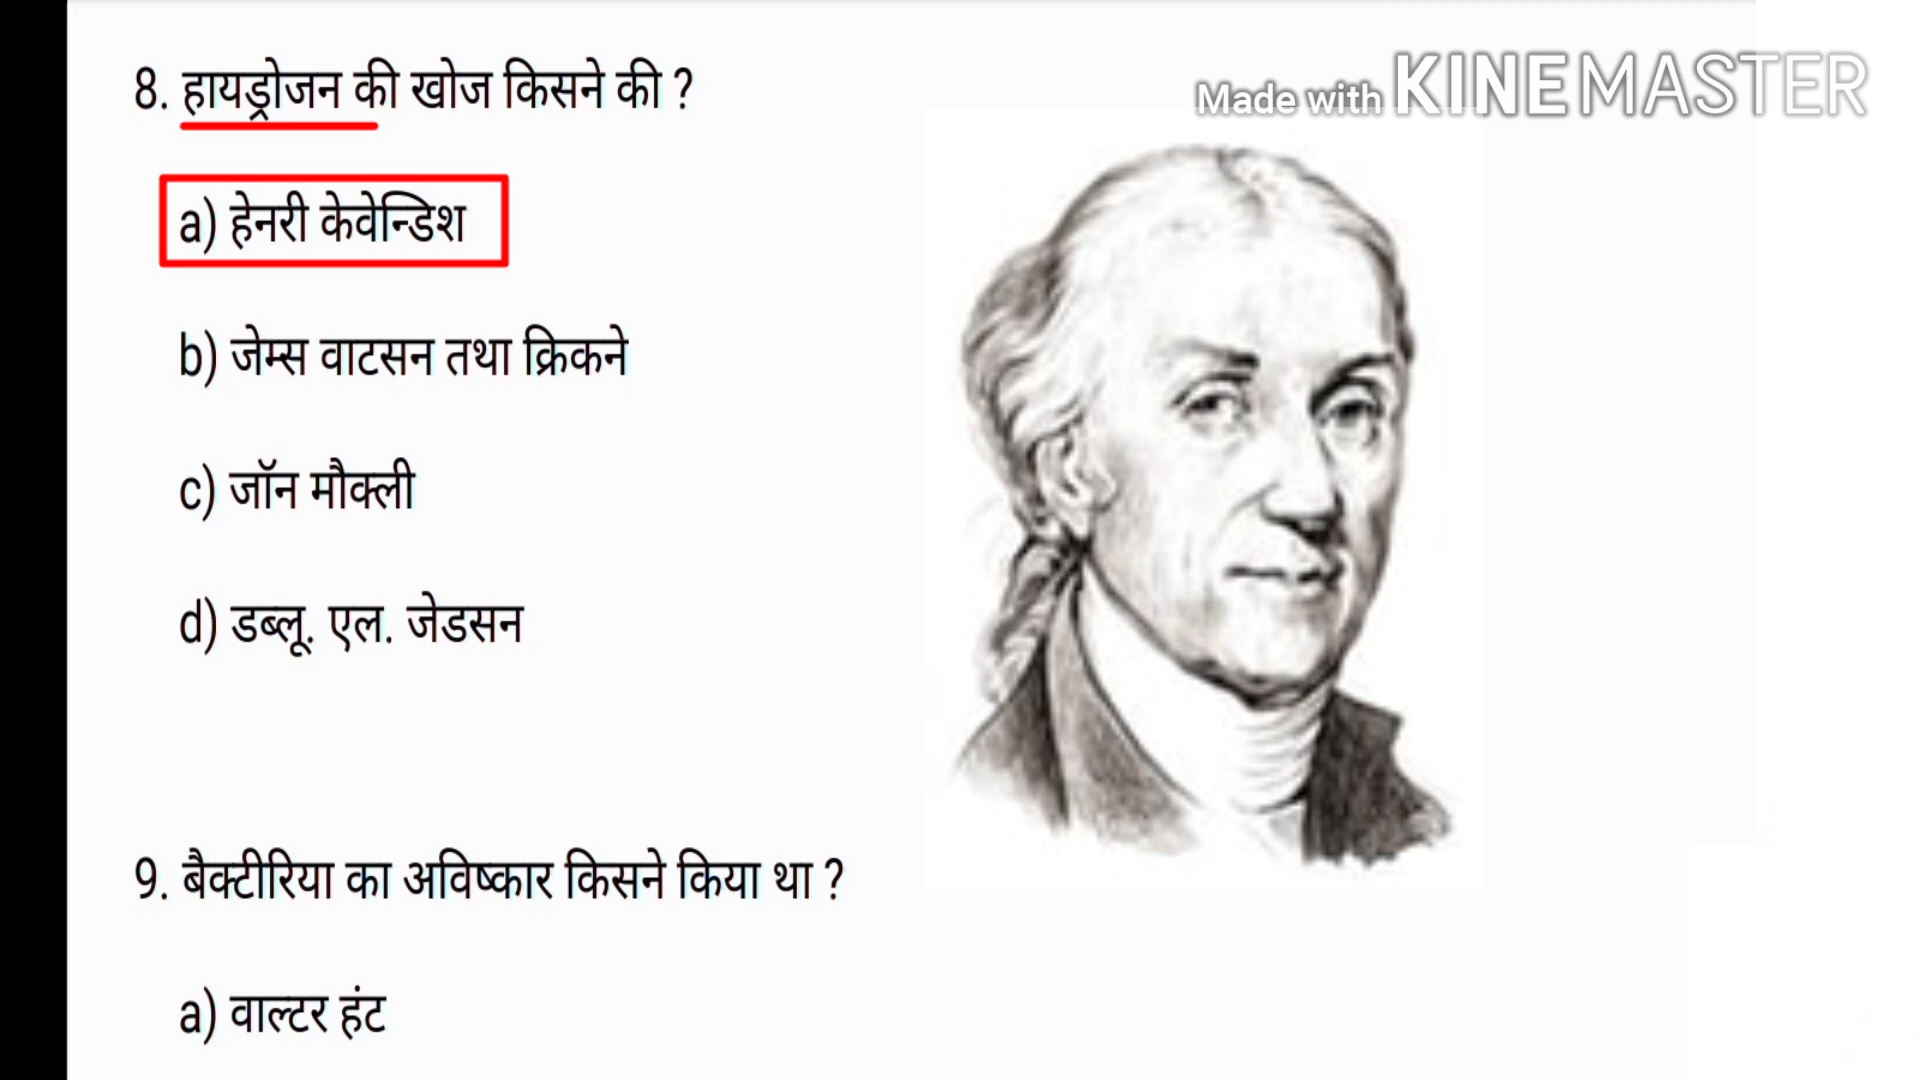 Made with KINEMASTER
8. हायड्रोजन की खोज किसने की ?
a) हेनरी केवेन्डिश
b) जेम्स वाटसन तथा क्रिकने
c) जॉन मौक्ली
d) डब्लू. एल. जेडसन
9. बैक्टीरिया का अविष्कार किसने किया था ?
a) वाल्टर हंट